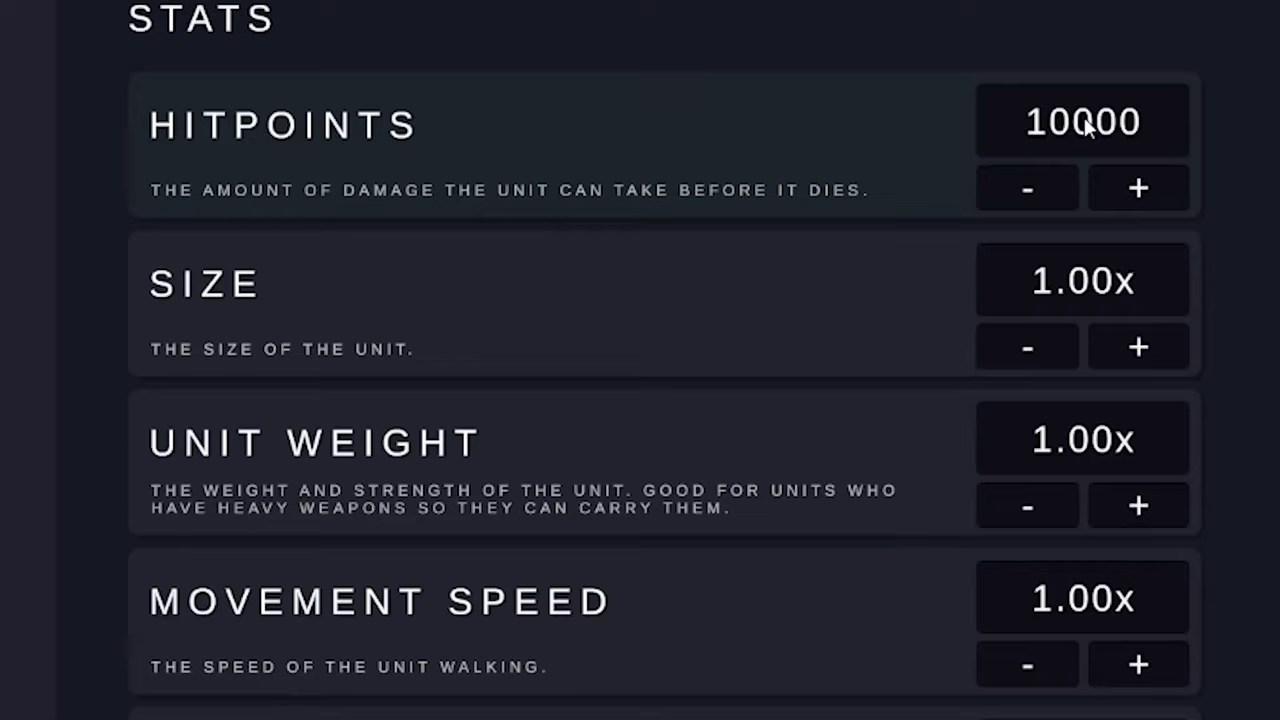 STATS
HITPOINTS
10000
THE AMOUNT OF DAMAGE THE UNIT CAN TAKE BEFORE IT DIES.
- +
SIZE
1.00x
THE SIZE OF THE UNIT.
- +
UNIT WEIGHT
1.00x
THE WEIGHT AND STRENGTH OF THE UNIT. GOOD FOR UNITS WHO
HAVE HEAVY WEAPONS SO THEY CAN CARRY THEM.
- +
MOVEMENT SPEED
1.00x
THE SPEED OF THE UNIT WALKING.
- +